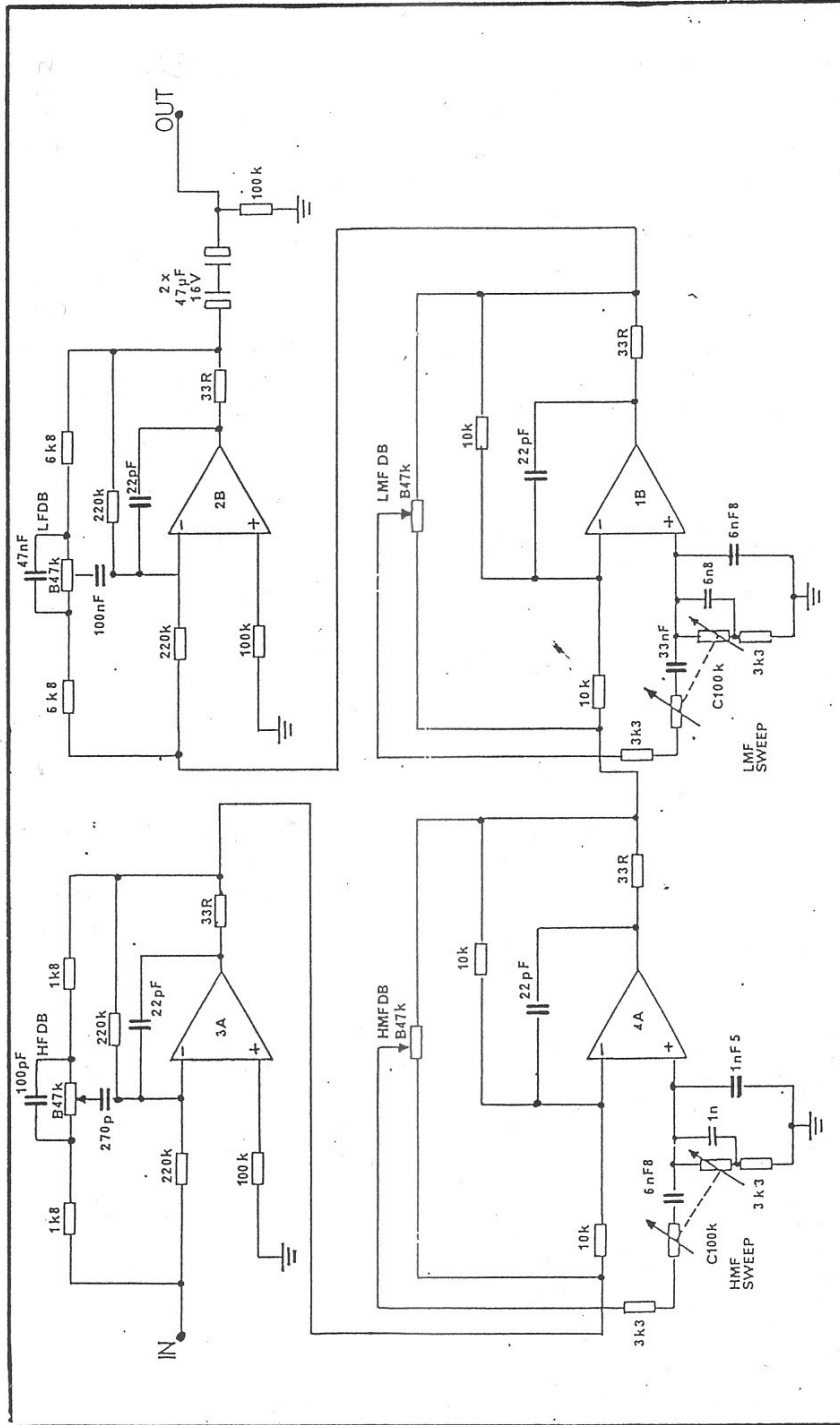 IN
1k8
100pF
HFDB
B47k
1k8
270p
220k
22pF
220k
3A
−
+
33R
100k
6k8
47nF
LFDB
B47k
6k8
100nF
220k
22pF
220k
2B
−
+
33R
100k
2 x
47µF
16V
100k
OUT
HMFDB
B47k
10k
22pF
10k
4A
−
+
33R
3k3
6nF8
1n
1nF5
C100k
3k3
HMF
SWEEP
LMF DB
B47k
10k
22pF
10k
1B
−
+
33R
3k3
33nF
6n8
6nF8
C100k
3k3
LMF
SWEEP